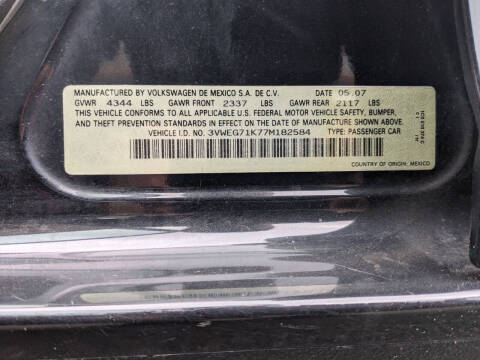 MANUFACTURED BY VOLKSWAGEN DE MEXICO S.A. DE C.V. DATE 05.07
GVWR 4344 LBS GAWR FRONT 2337 LBS GAWR REAR 2117 LBS
THIS VEHICLE CONFORMS TO ALL APPLICABLE U.S. FEDERAL MOTOR VEHICLE SAFETY, BUMPER,
AND THEFT PREVENTION STANDARDS IN EFFECT ON THE DATE OF MANUFACTURE SHOWN ABOVE.
VEHICLE I.D. NO. 3VWEG71K77M182584 TYPE: PASSENGER CAR
COUNTRY OF ORIGIN: MEXICO